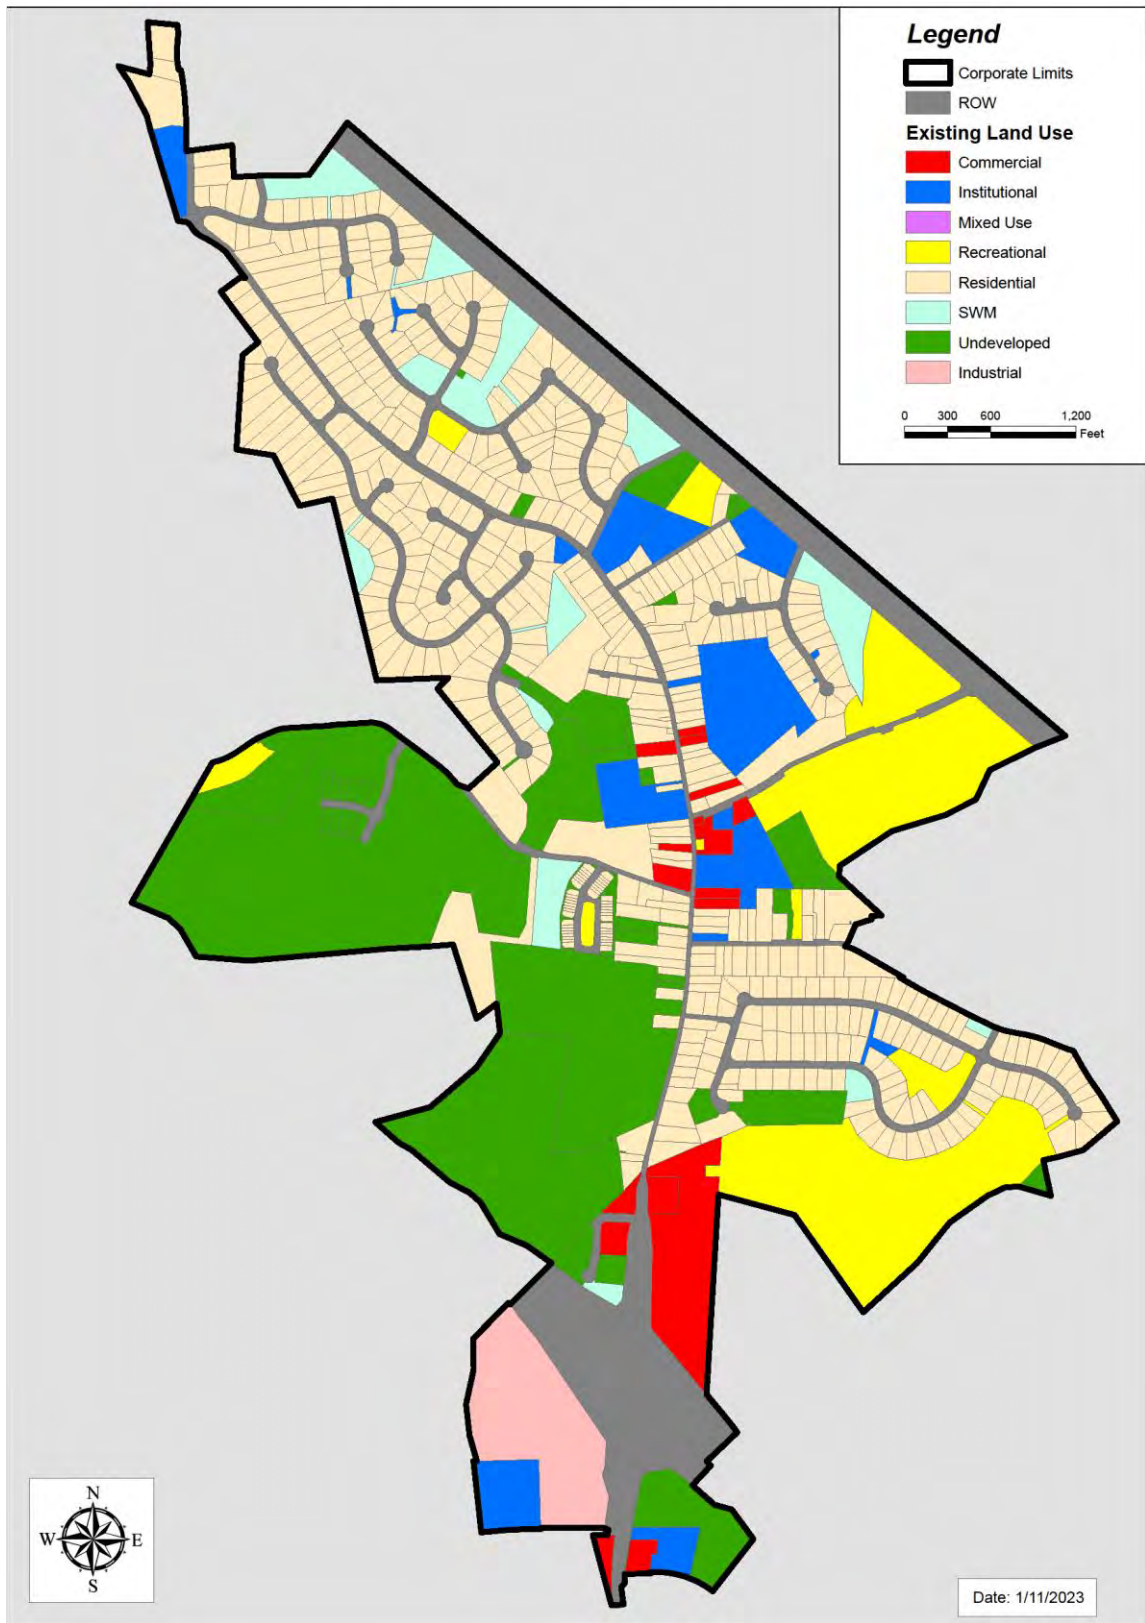 Legend
Corporate Limits
ROW
Existing Land Use
Commercial
Institutional
Mixed Use
Recreational
Residential
SWM
Undeveloped
Industrial
0 300 600 1,200
Feet
N
W E
S
Date: 1/11/2023